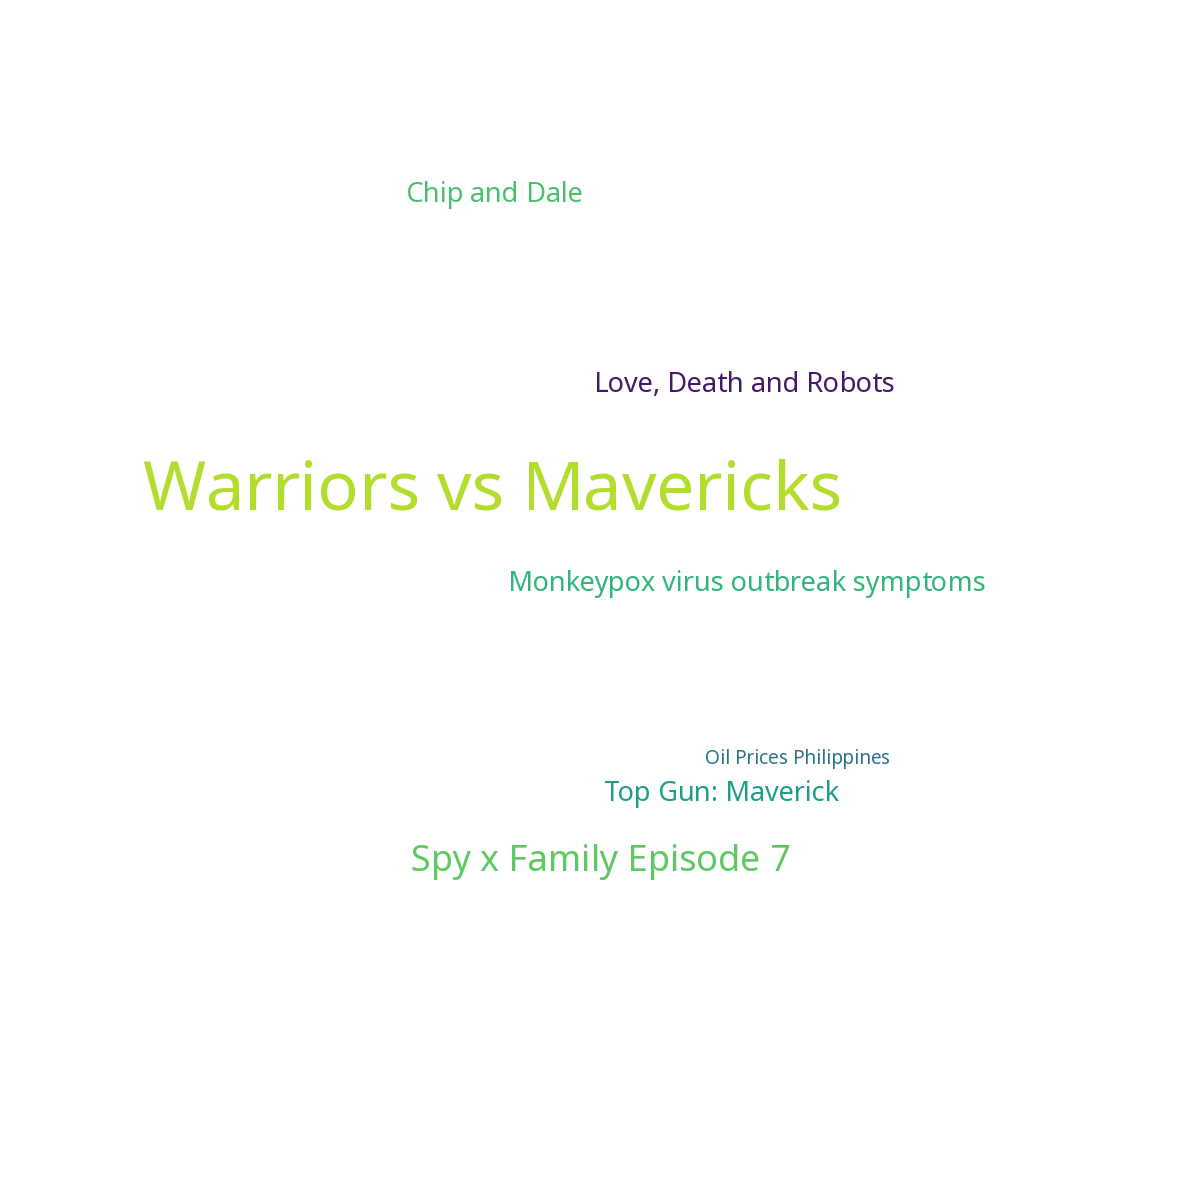 Chip and Dale
Love, Death and Robots
Warriors vs Mavericks
Monkeypox virus outbreak symptoms
Oil Prices Philippines
Top Gun: Maverick
Spy x Family Episode 7